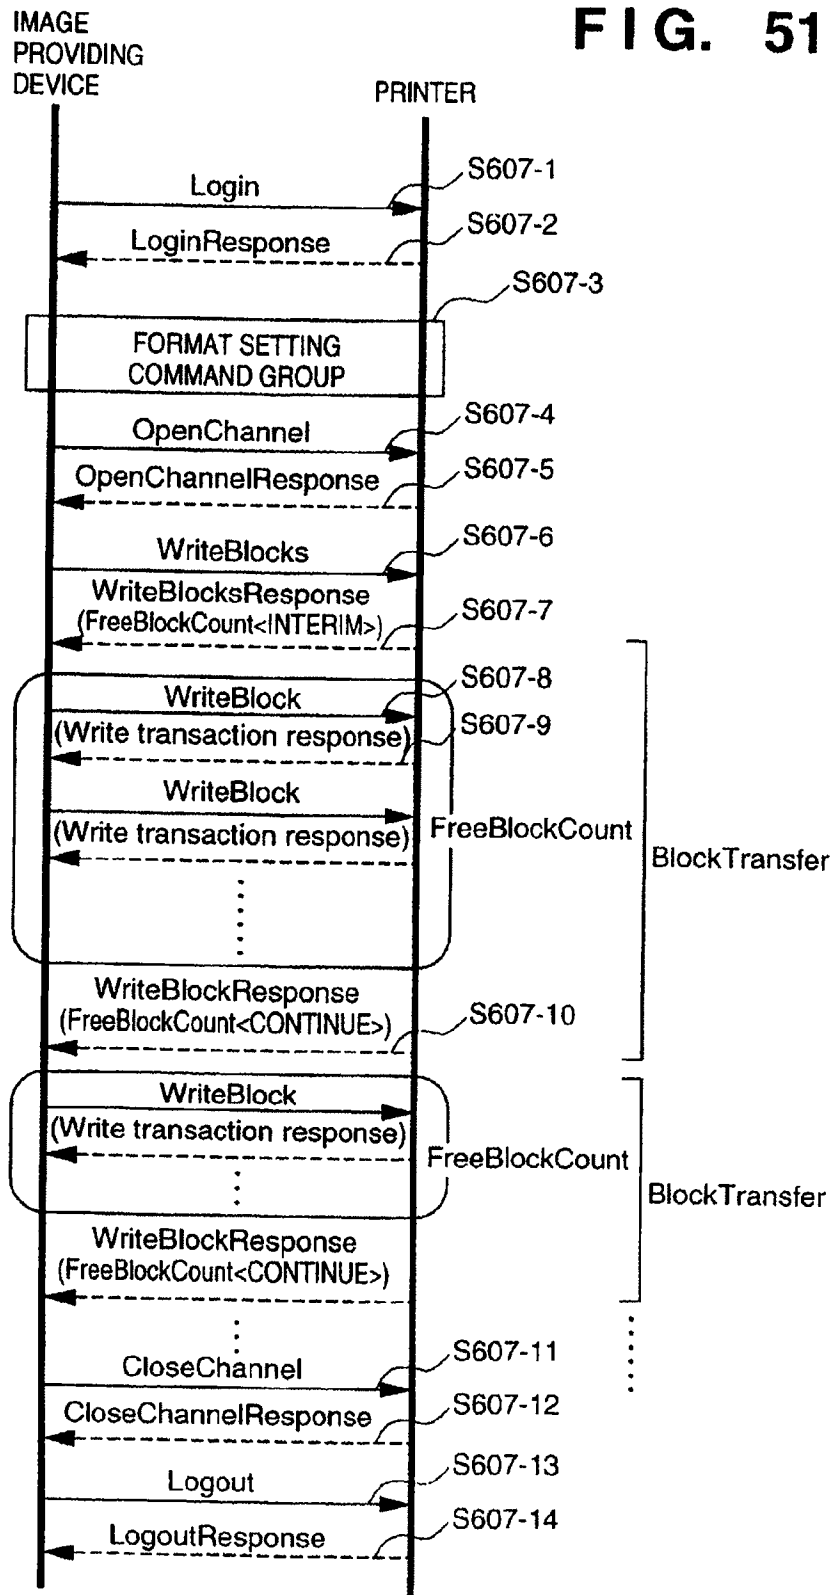 FIG. 51
IMAGE
PROVIDING
DEVICE
PRINTER
S607-1
Login
S607-2
LoginResponse
S607-3
FORMAT SETTING
COMMAND GROUP
S607-4
OpenChannel
S607-5
OpenChannelResponse
S607-6
WriteBlocks
WriteBlocksResponse
(FreeBlockCount<INTERIM>)
S607-7
S607-8
WriteBlock
(Write transaction response)
S607-9
WriteBlock
(Write transaction response)
FreeBlockCount
BlockTransfer
WriteBlockResponse
(FreeBlockCount<CONTINUE>)
S607-10
WriteBlock
(Write transaction response)
FreeBlockCount
BlockTransfer
WriteBlockResponse
(FreeBlockCount<CONTINUE>)
S607-11
CloseChannel
S607-12
CloseChannelResponse
S607-13
Logout
S607-14
LogoutResponse